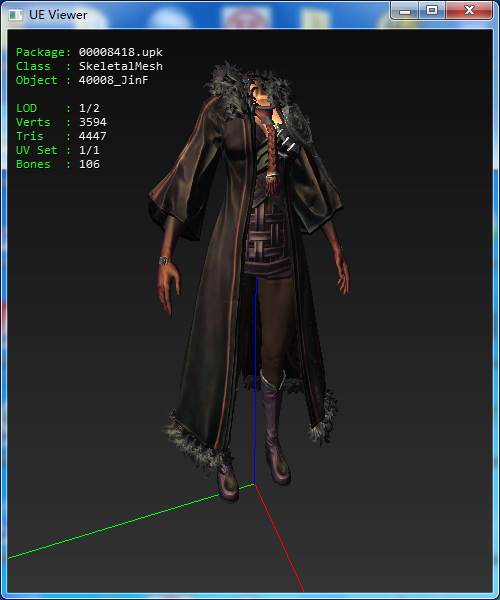 UE Viewer
Package: 00008418.upk
Class : SkeletalMesh
Object : 40008_JinF
LOD : 1/2
Verts : 3594
Tris : 4447
UV Set : 1/1
Bones : 106